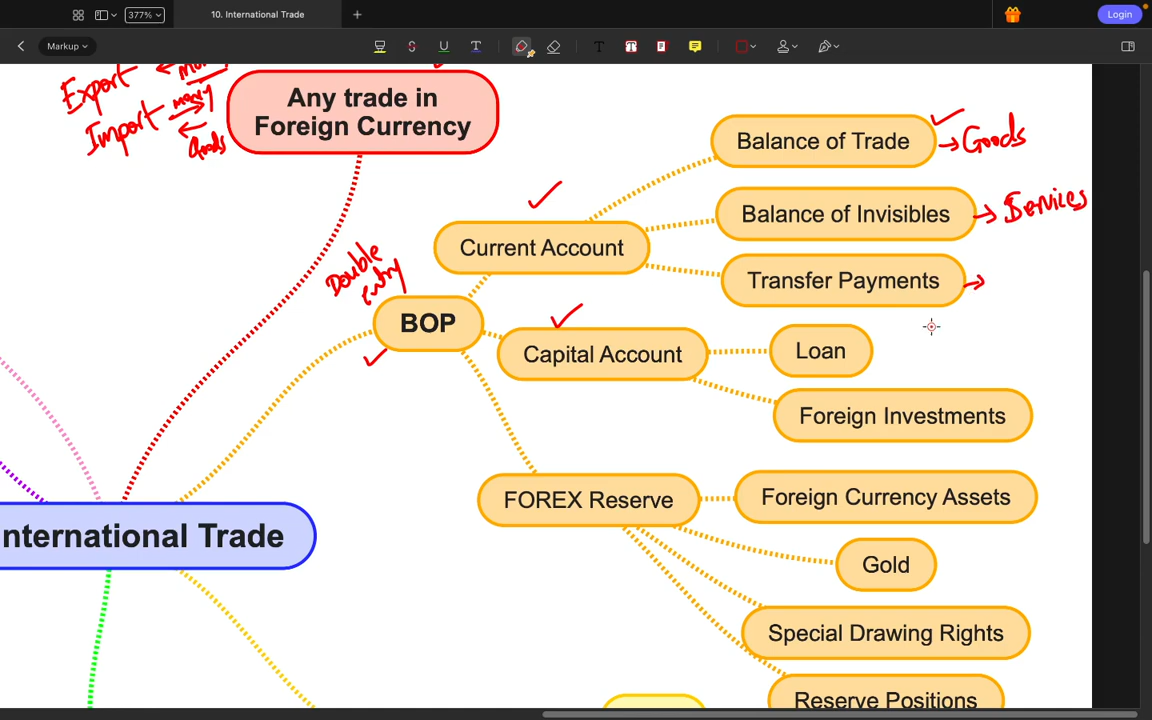 377%
10. International Trade
Login
Markup
Export
Import
money
Goods
Any trade in
Foreign Currency
Balance of Trade
Goods
Balance of Invisibles
Services
Current Account
Transfer Payments
Double
entry
BOP
Capital Account
Loan
Foreign Investments
FOREX Reserve
Foreign Currency Assets
Gold
nternational Trade
Special Drawing Rights
Reserve Positions